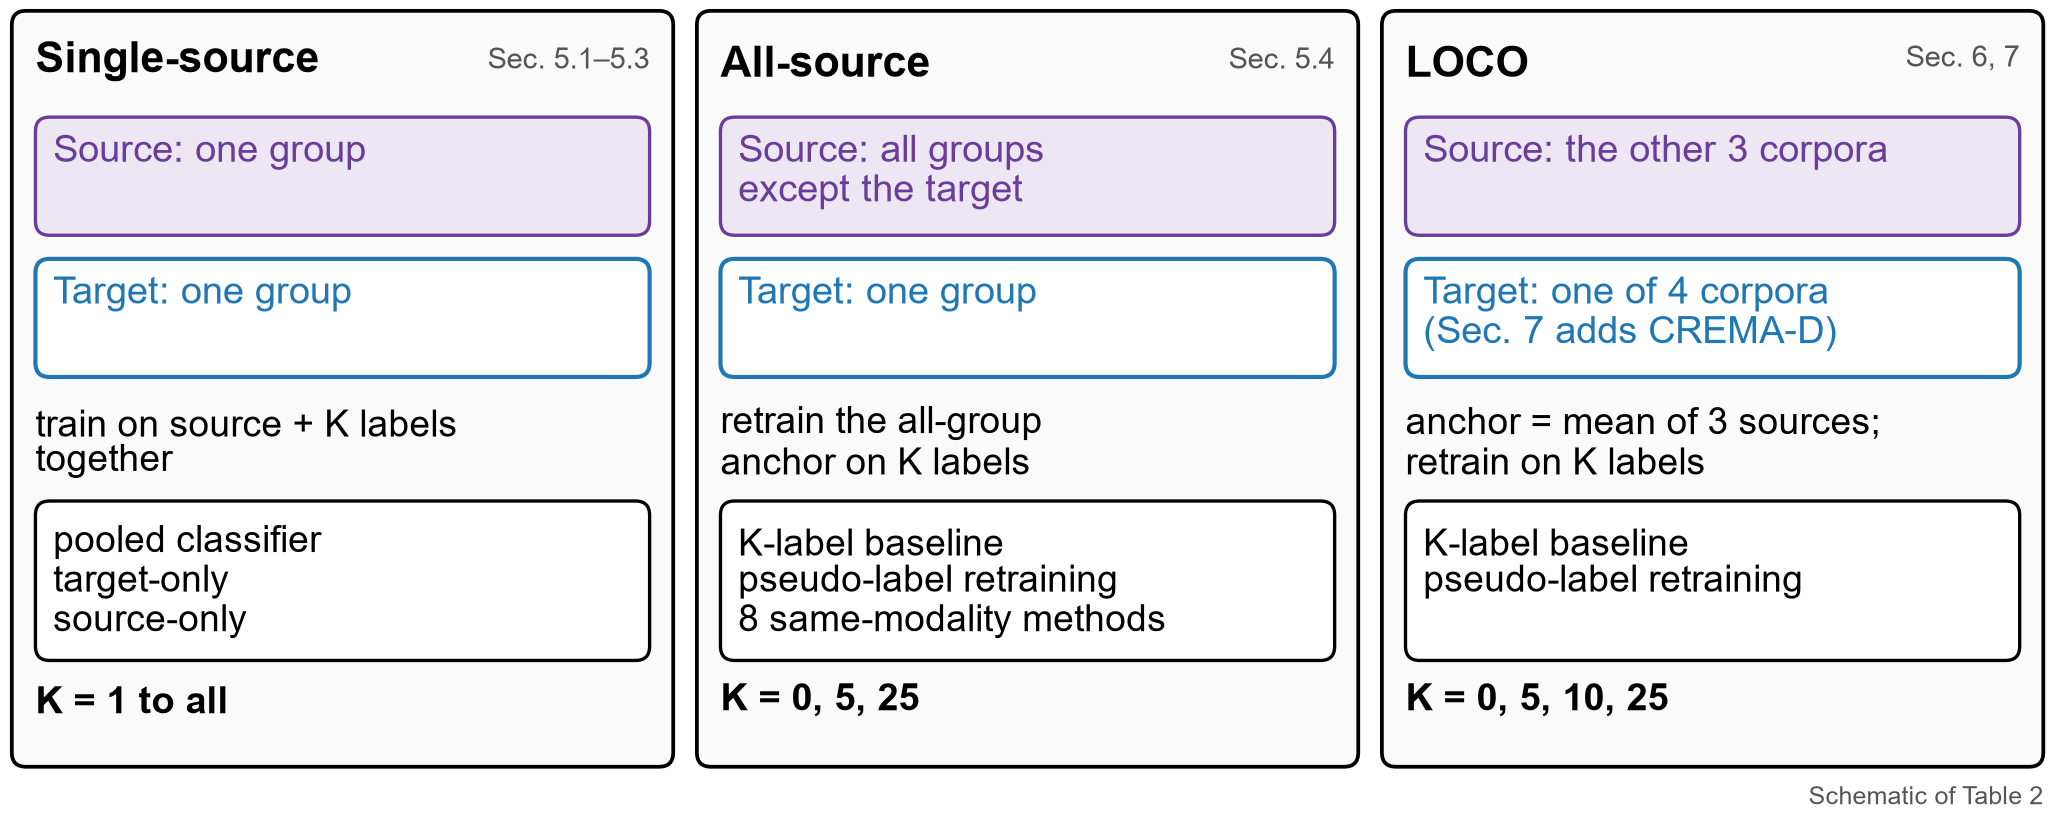 Single-source
Sec. 5.1–5.3
Source: one group
Target: one group
train on source + K labels
together
pooled classifier
target-only
source-only
K = 1 to all
All-source
Sec. 5.4
Source: all groups
except the target
Target: one group
retrain the all-group
anchor on K labels
K-label baseline
pseudo-label retraining
8 same-modality methods
K = 0, 5, 25
LOCO
Sec. 6, 7
Source: the other 3 corpora
Target: one of 4 corpora
(Sec. 7 adds CREMA-D)
anchor = mean of 3 sources;
retrain on K labels
K-label baseline
pseudo-label retraining
K = 0, 5, 10, 25
Schematic of Table 2